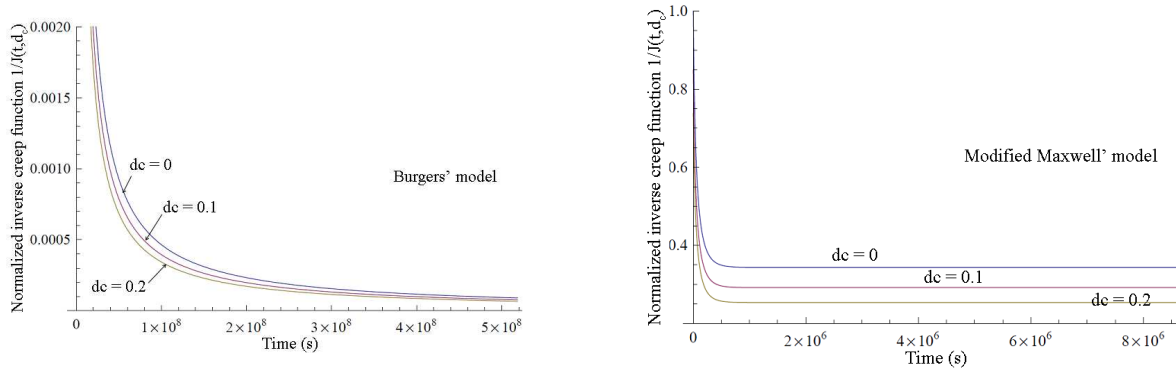 Normalized inverse creep function 1/J(t,dc)
0.0020
0.0015
0.0010
0.0005
dc = 0
dc = 0.1
dc = 0.2
Burgers' model
0
1×10⁸
2×10⁸
3×10⁸
4×10⁸
5×10⁸
Time (s)
Normalized inverse creep function 1/J(t,dc)
1.0
0.8
0.6
0.4
Modified Maxwell' model
dc = 0
dc = 0.1
dc = 0.2
0
2×10⁶
4×10⁶
6×10⁶
8×10⁶
Time (s)